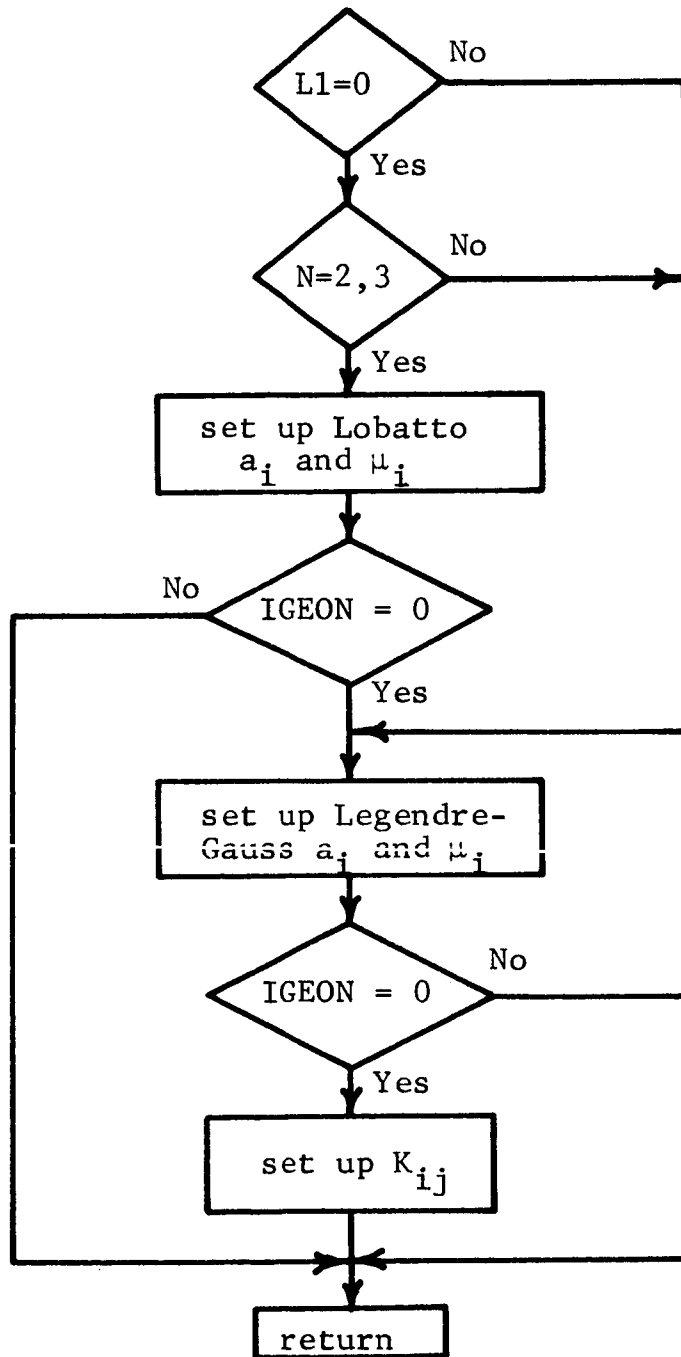 L1=0
No
Yes
N=2,3
No
Yes
set up Lobatto
a_i and μ_i
No
IGEON = 0
Yes
set up Legendre-
Gauss a_i and μ_i
IGEON = 0
No
Yes
set up K_ij
return